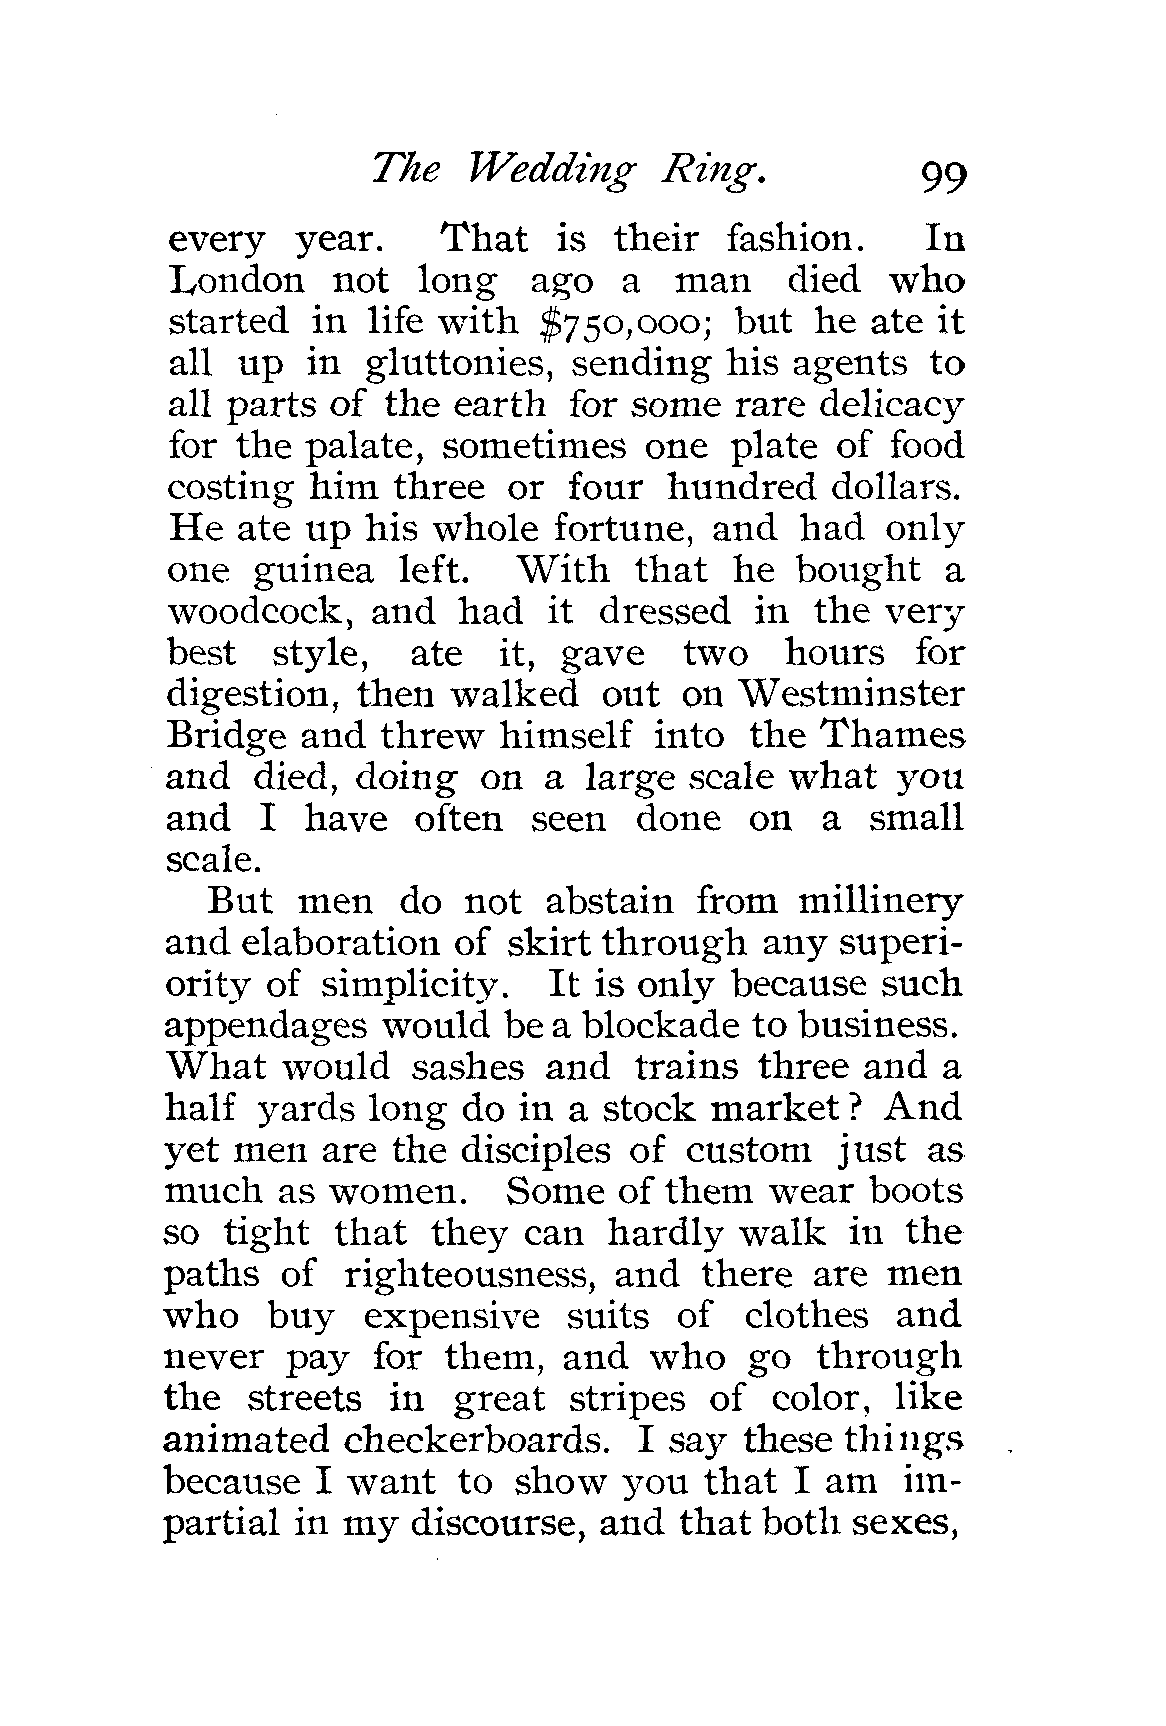 The Wedding Ring. 99
every year. That is their fashion. In
London not long ago a man died who
started in life with $750,000; but he ate it
all up in gluttonies, sending his agents to
all parts of the earth for some rare delicacy
for the palate, sometimes one plate of food
costing him three or four hundred dollars.
He ate up his whole fortune, and had only
one guinea left. With that he bought a
woodcock, and had it dressed in the very
best style, ate it, gave two hours for
digestion, then walked out on Westminster
Bridge and threw himself into the Thames
and died, doing on a large scale what you
and I have often seen done on a small
scale.
But men do not abstain from millinery
and elaboration of skirt through any superi-
ority of simplicity. It is only because such
appendages would be a blockade to business.
What would sashes and trains three and a
half yards long do in a stock market? And
yet men are the disciples of custom just as
much as women. Some of them wear boots
so tight that they can hardly walk in the
paths of righteousness, and there are men
who buy expensive suits of clothes and
never pay for them, and who go through
the streets in great stripes of color, like
animated checkerboards. I say these things
because I want to show you that I am im-
partial in my discourse, and that both sexes,